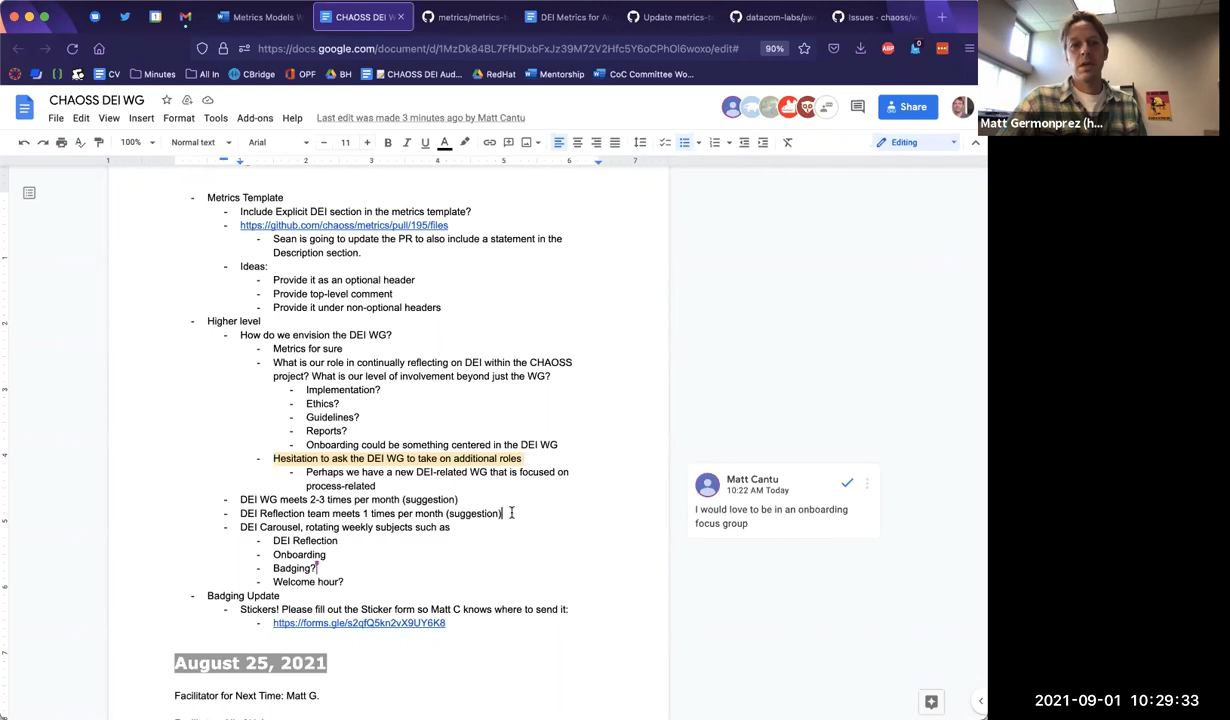 Metrics Models W
CHAOSS DEI W
metrics/metrics-t
DEI Metrics for Au
Update metrics-te
datacom-labs/aw
Issues · chaoss/w
https://docs.google.com/document/d/1MzDk84BL7FfHDxbFxJz39M72V2Hfc5Y6oCPhOl6woxo/edit#
90%
CV
Minutes
All In
CBridge
OPF
BH
CHAOSS DEI Aud...
RedHat
Mentorship
CoC Committee Wo...
Matt Germonprez (h...
CHAOSS DEI WG
File Edit View Insert Format Tools Add-ons Help
Last edit was made 3 minutes ago by Matt Cantu
Share
100%
Normal text
Arial
11
Editing
- Metrics Template
- Include Explicit DEI section in the metrics template?
- https://github.com/chaoss/metrics/pull/195/files
- Sean is going to update the PR to also include a statement in the
Description section.
- Ideas:
- Provide it as an optional header
- Provide top-level comment
- Provide it under non-optional headers
- Higher level
- How do we envision the DEI WG?
- Metrics for sure
- What is our role in continually reflecting on DEI within the CHAOSS
project? What is our level of involvement beyond just the WG?
- Implementation?
- Ethics?
- Guidelines?
- Reports?
- Onboarding could be something centered in the DEI WG
- Hesitation to ask the DEI WG to take on additional roles
- Perhaps we have a new DEI-related WG that is focused on
process-related
- DEI WG meets 2-3 times per month (suggestion)
- DEI Reflection team meets 1 times per month (suggestion)
- DEI Carousel, rotating weekly subjects such as
- DEI Reflection
- Onboarding
- Badging?
- Welcome hour?
- Badging Update
- Stickers! Please fill out the Sticker form so Matt C knows where to send it:
- https://forms.gle/s2qfQ5kn2vX9UY6K8
August 25, 2021
Facilitator for Next Time: Matt G.
Matt Cantu
10:22 AM Today
I would love to be in an onboarding
focus group
2021-09-01 10:29:33